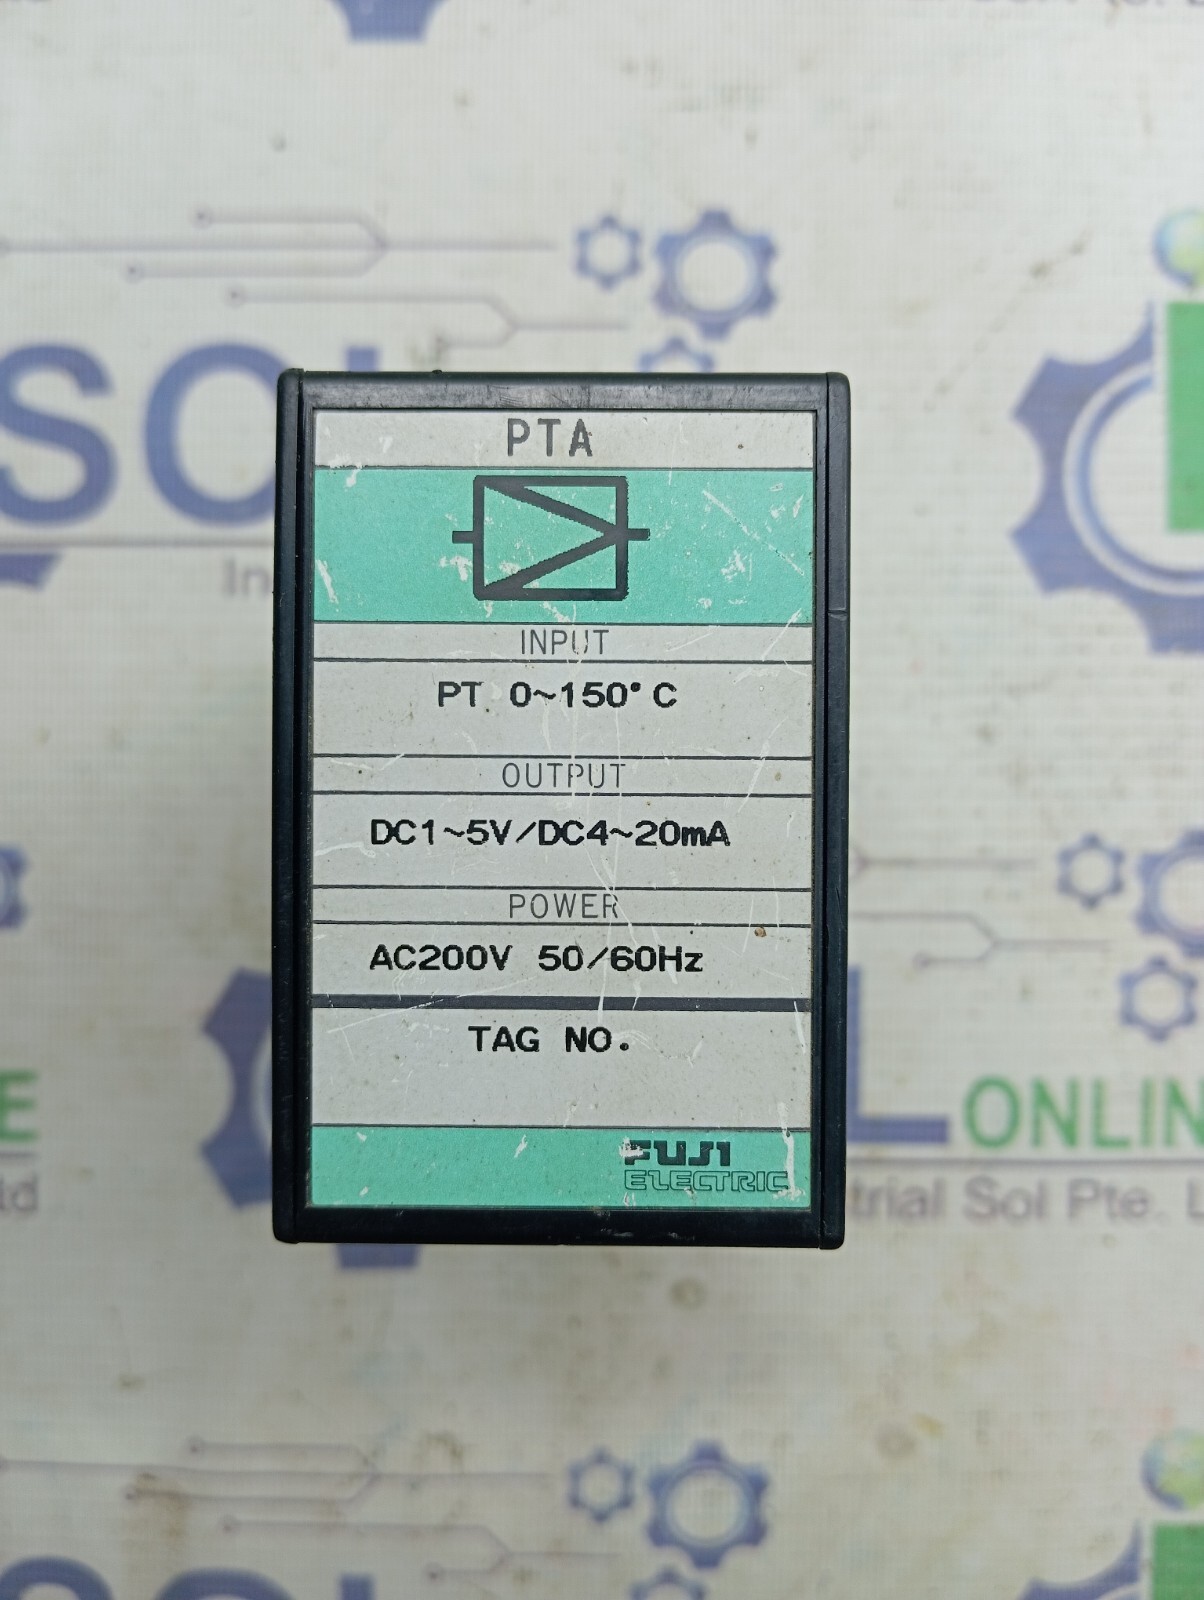 PTA
INPUT
PT 0~150°C
OUTPUT
DC1~5V/DC4~20mA
POWER
AC200V 50/60Hz
TAG NO.
FUJI
ELECTRIC
SOL
ONLIN
trial Sol Pte. L